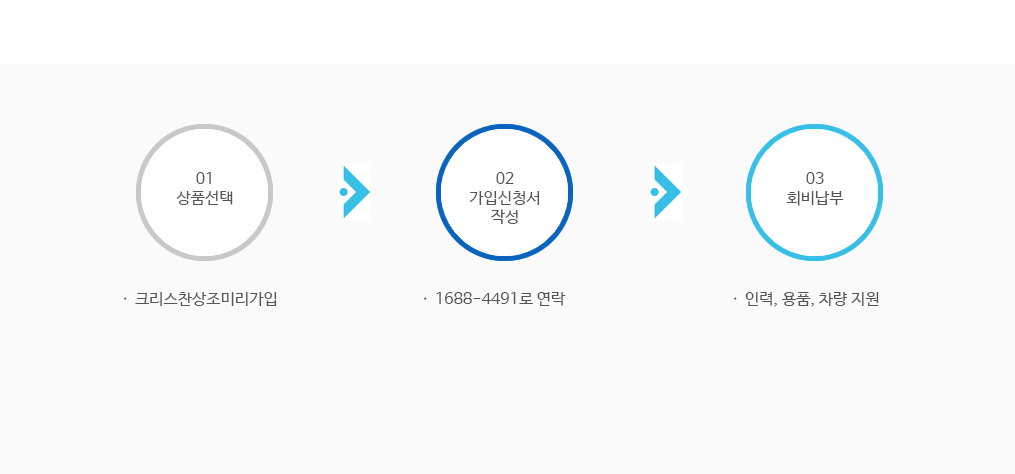 01
상품선택
02
가입신청서
작성
03
회비납부
· 크리스찬상조미리가입
· 1688-4491로 연락
· 인력, 용품, 차량 지원